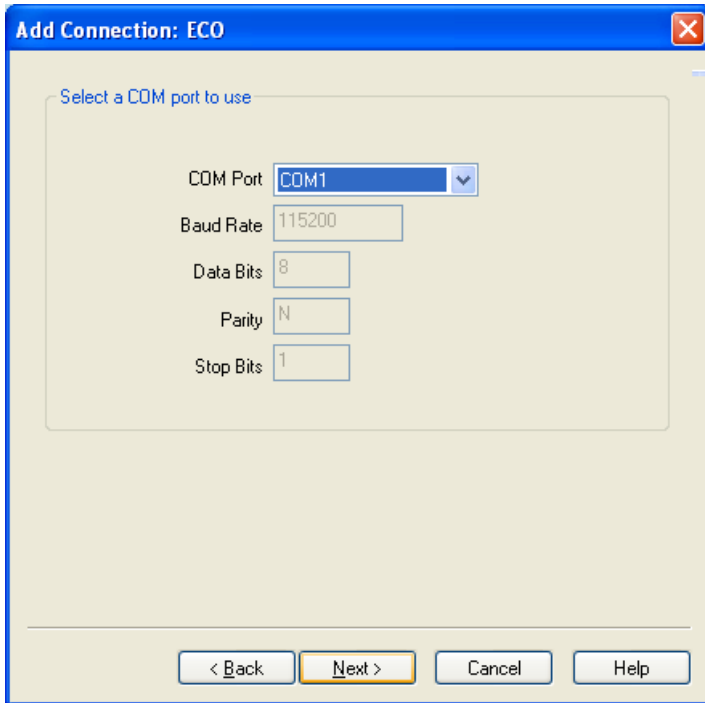 Add Connection: ECO
Select a COM port to use
COM Port COM1
Baud Rate 115200
Data Bits 8
Parity N
Stop Bits 1
< Back Next > Cancel Help